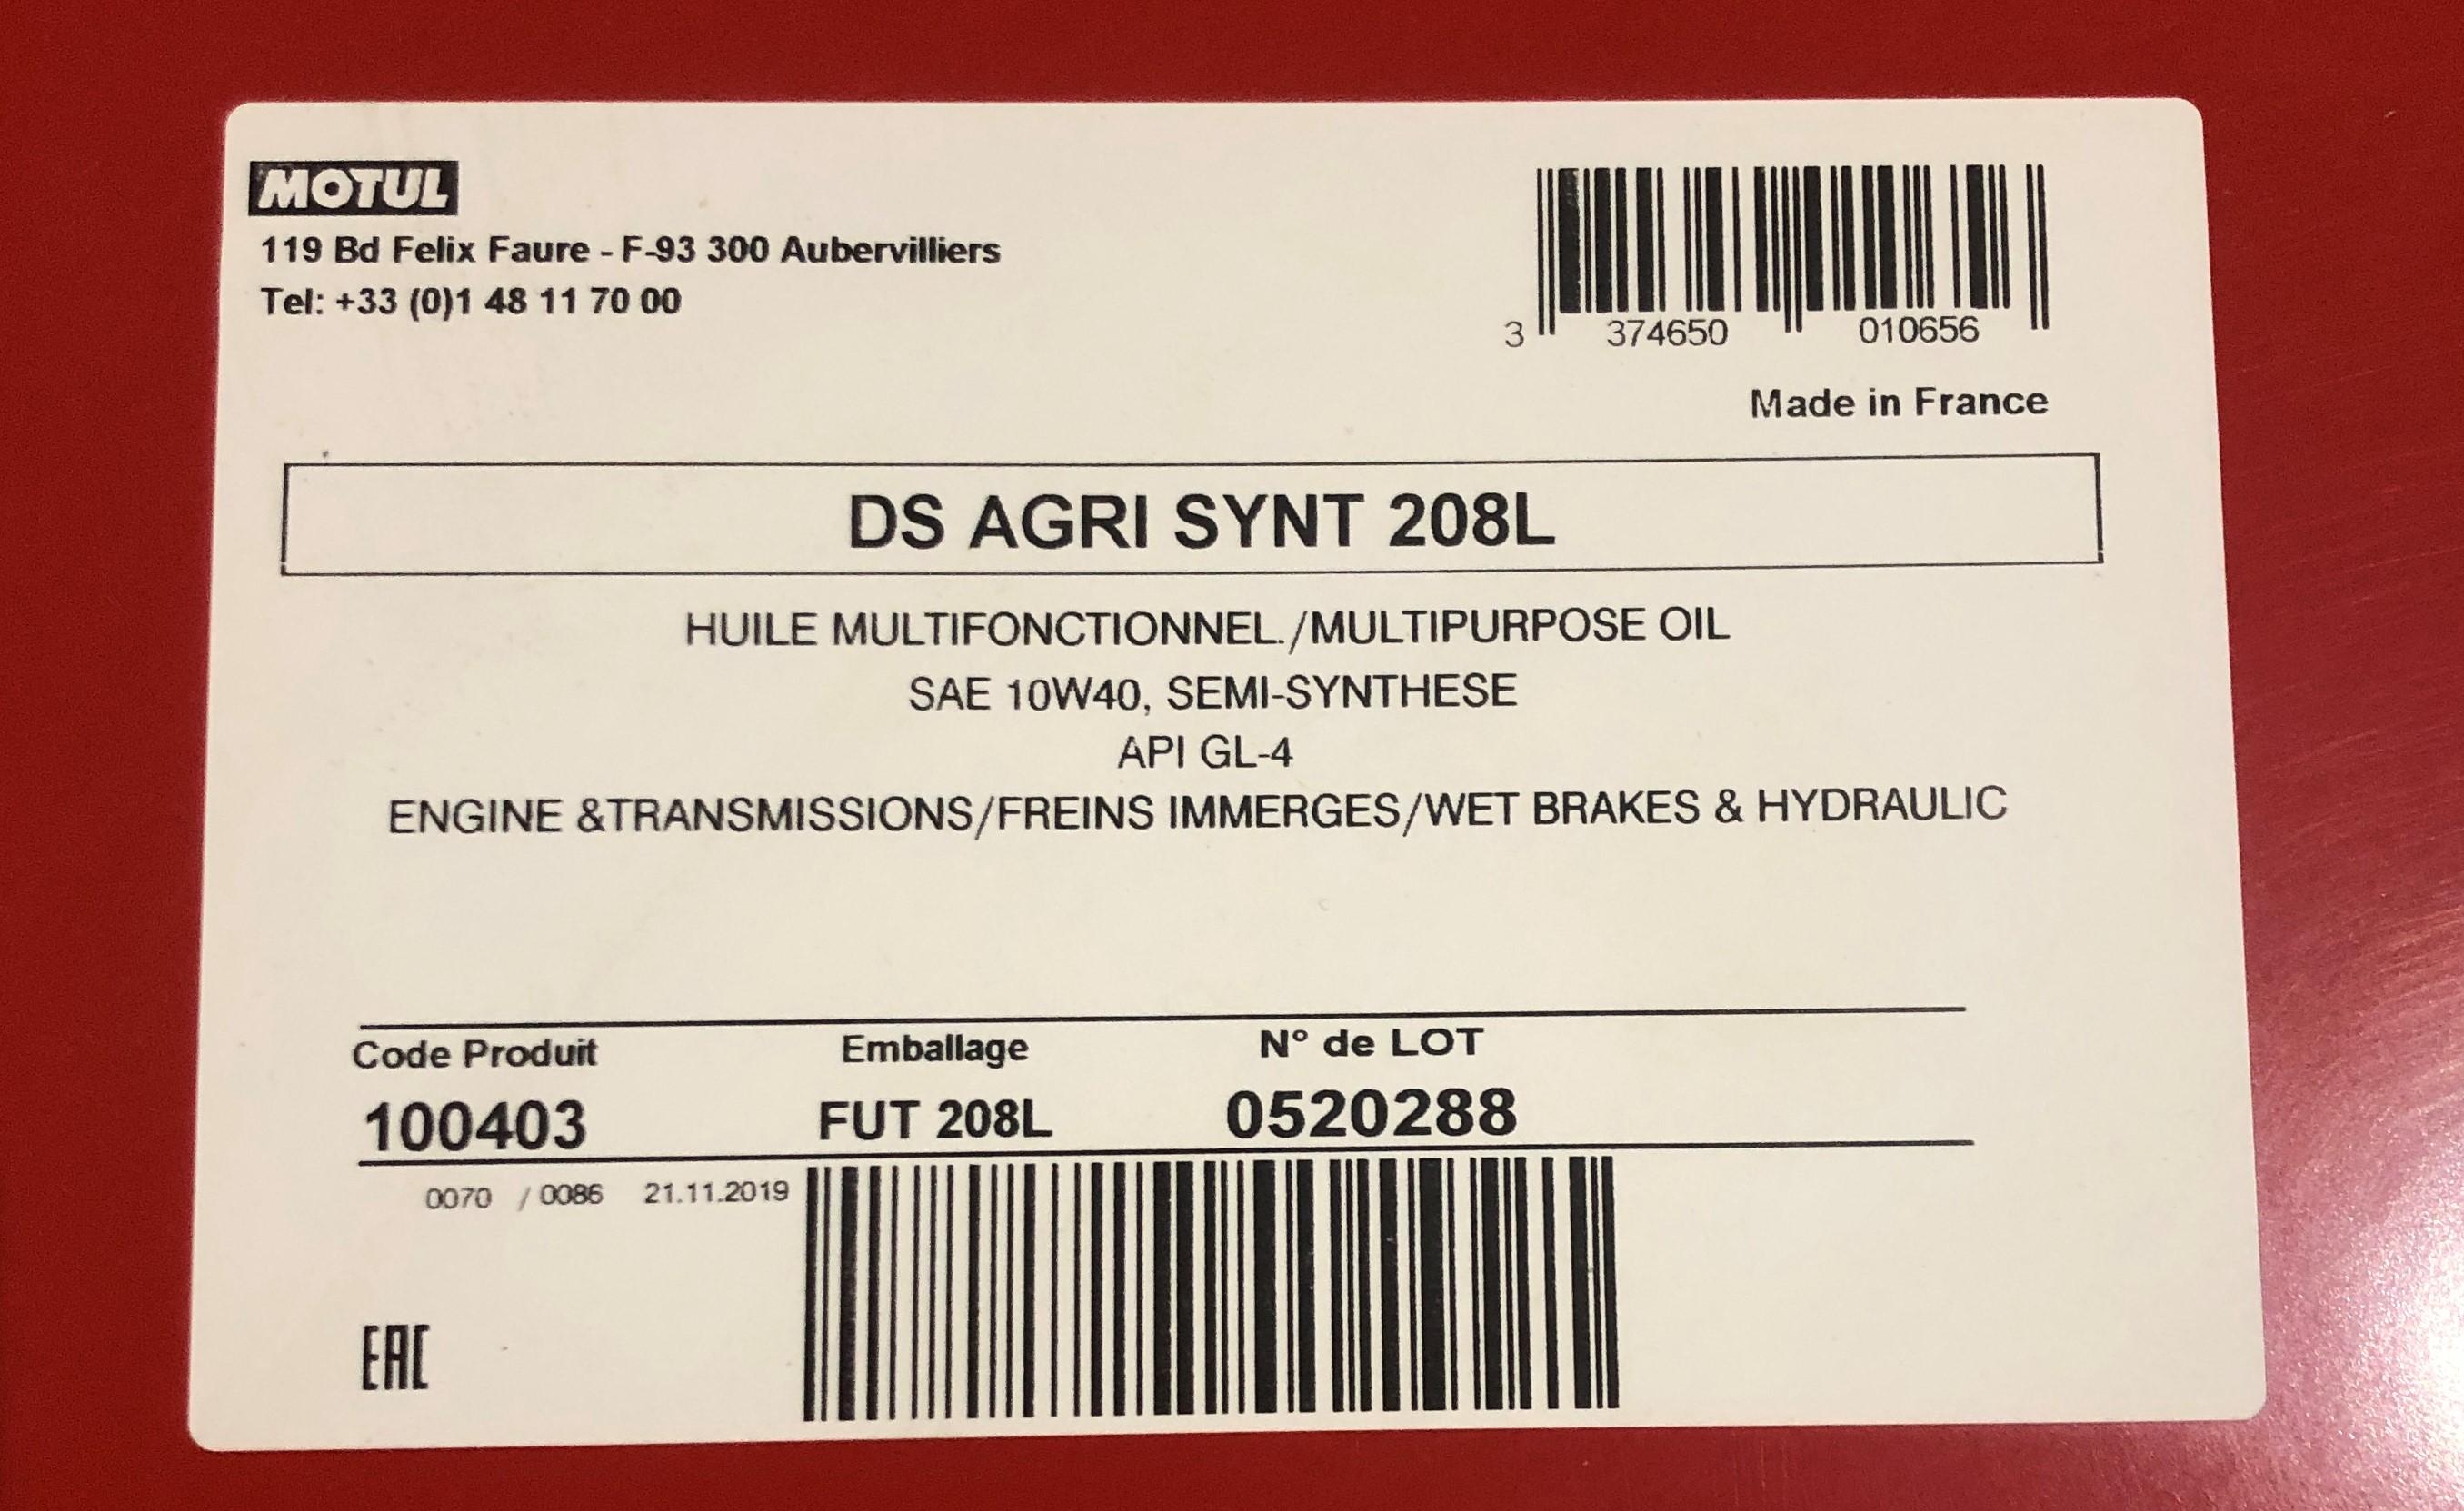 MOTUL
119 Bd Felix Faure - F-93 300 Aubervilliers
Tel: +33 (0)1 48 11 70 00
3 374650 010656
Made in France
DS AGRI SYNT 208L
HUILE MULTIFONCTIONNEL./MULTIPURPOSE OIL
SAE 10W40, SEMI-SYNTHESE
API GL-4
ENGINE &TRANSMISSIONS/FREINS IMMERGES/WET BRAKES & HYDRAULIC
Code Produit Emballage N° de LOT
100403 FUT 208L 0520288
0070 / 0086 21.11.2019
EAC